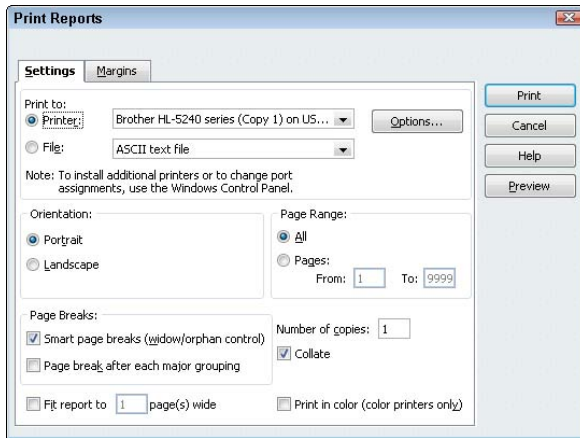 Print Reports
Settings
Margins
Print to:
Printer:
Brother HL-5240 series (Copy 1) on US...
Options...
File:
ASCII text file
Note: To install additional printers or to change port
assignments, use the Windows Control Panel.
Print
Cancel
Help
Preview
Orientation:
Portrait
Landscape
Page Range:
All
Pages:
From: 1 To: 9999
Page Breaks:
Smart page breaks (widow/orphan control)
Page break after each major grouping
Number of copies: 1
Collate
Fit report to 1 page(s) wide
Print in color (color printers only)